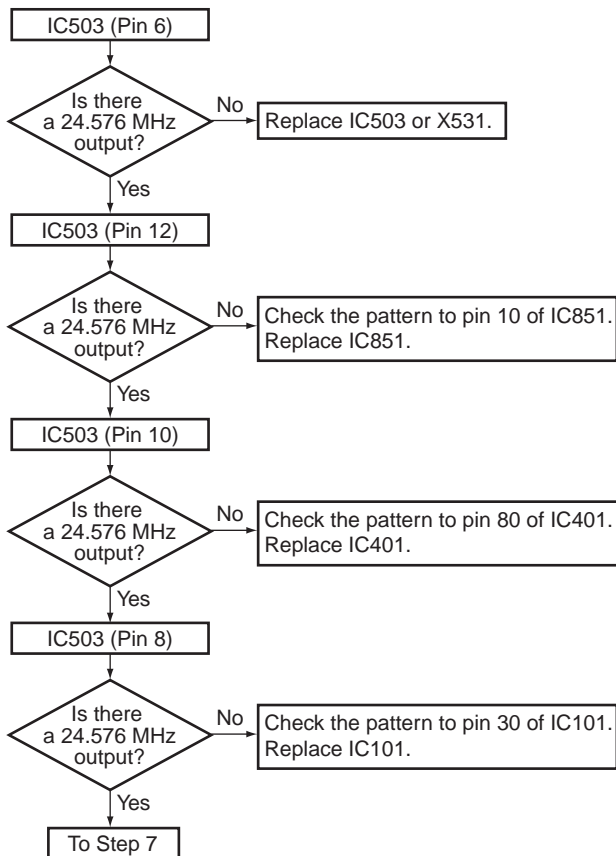 IC503 (Pin 6)
Is there
a 24.576 MHz
output?
No
Replace IC503 or X531.
Yes
IC503 (Pin 12)
Is there
a 24.576 MHz
output?
No
Check the pattern to pin 10 of IC851.
Replace IC851.
Yes
IC503 (Pin 10)
Is there
a 24.576 MHz
output?
No
Check the pattern to pin 80 of IC401.
Replace IC401.
Yes
IC503 (Pin 8)
Is there
a 24.576 MHz
output?
No
Check the pattern to pin 30 of IC101.
Replace IC101.
Yes
To Step 7